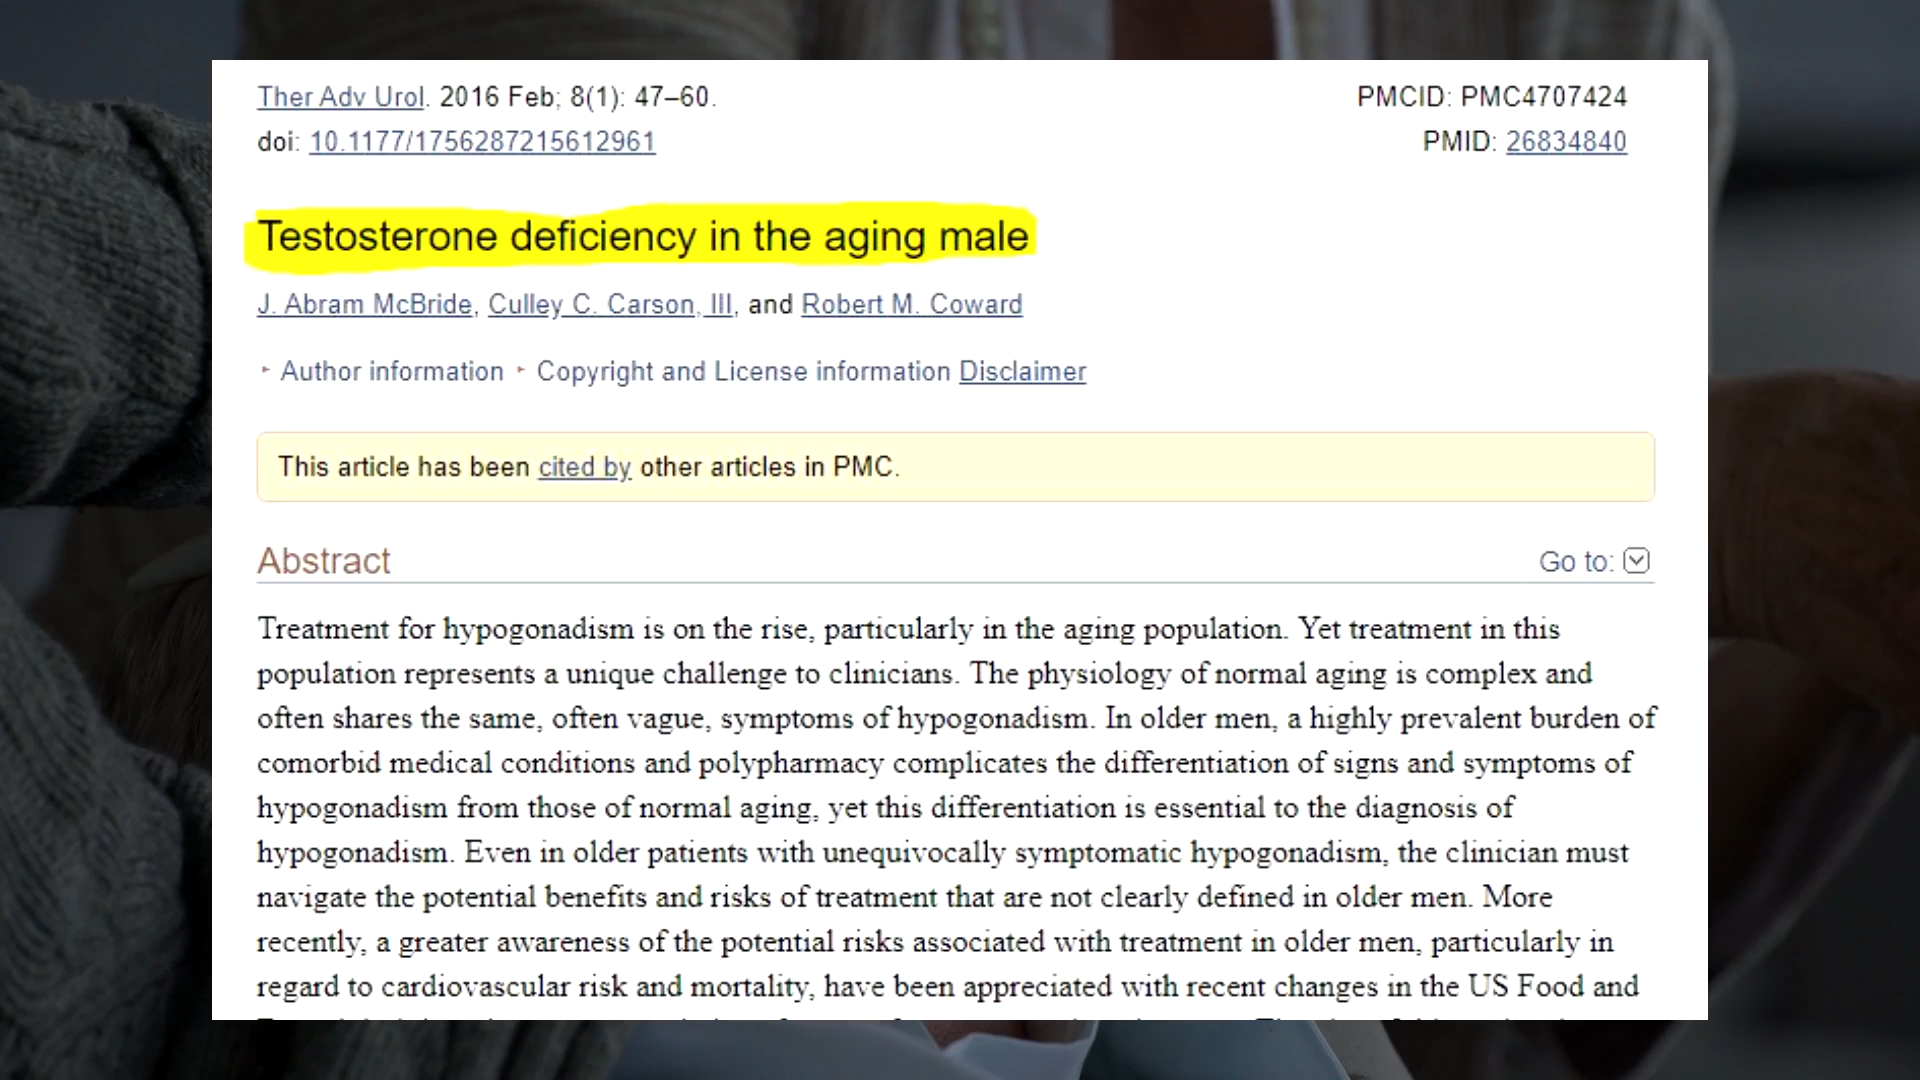 Ther Adv Urol. 2016 Feb; 8(1): 47–60.
PMCID: PMC4707424
doi: 10.1177/1756287215612961
PMID: 26834840
Testosterone deficiency in the aging male
J. Abram McBride, Culley C. Carson, III, and Robert M. Coward
Author information Copyright and License information Disclaimer
This article has been cited by other articles in PMC.
Abstract
Go to:
Treatment for hypogonadism is on the rise, particularly in the aging population. Yet treatment in this
population represents a unique challenge to clinicians. The physiology of normal aging is complex and
often shares the same, often vague, symptoms of hypogonadism. In older men, a highly prevalent burden of
comorbid medical conditions and polypharmacy complicates the differentiation of signs and symptoms of
hypogonadism from those of normal aging, yet this differentiation is essential to the diagnosis of
hypogonadism. Even in older patients with unequivocally symptomatic hypogonadism, the clinician must
navigate the potential benefits and risks of treatment that are not clearly defined in older men. More
recently, a greater awareness of the potential risks associated with treatment in older men, particularly in
regard to cardiovascular risk and mortality, have been appreciated with recent changes in the US Food and